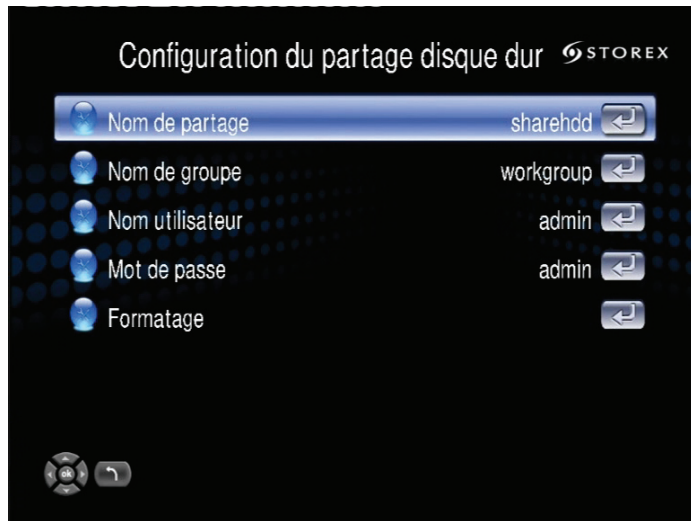 Configuration du partage disque dur STOREX
Nom de partage sharehdd
Nom de groupe workgroup
Nom utilisateur admin
Mot de passe admin
Formatage
ok